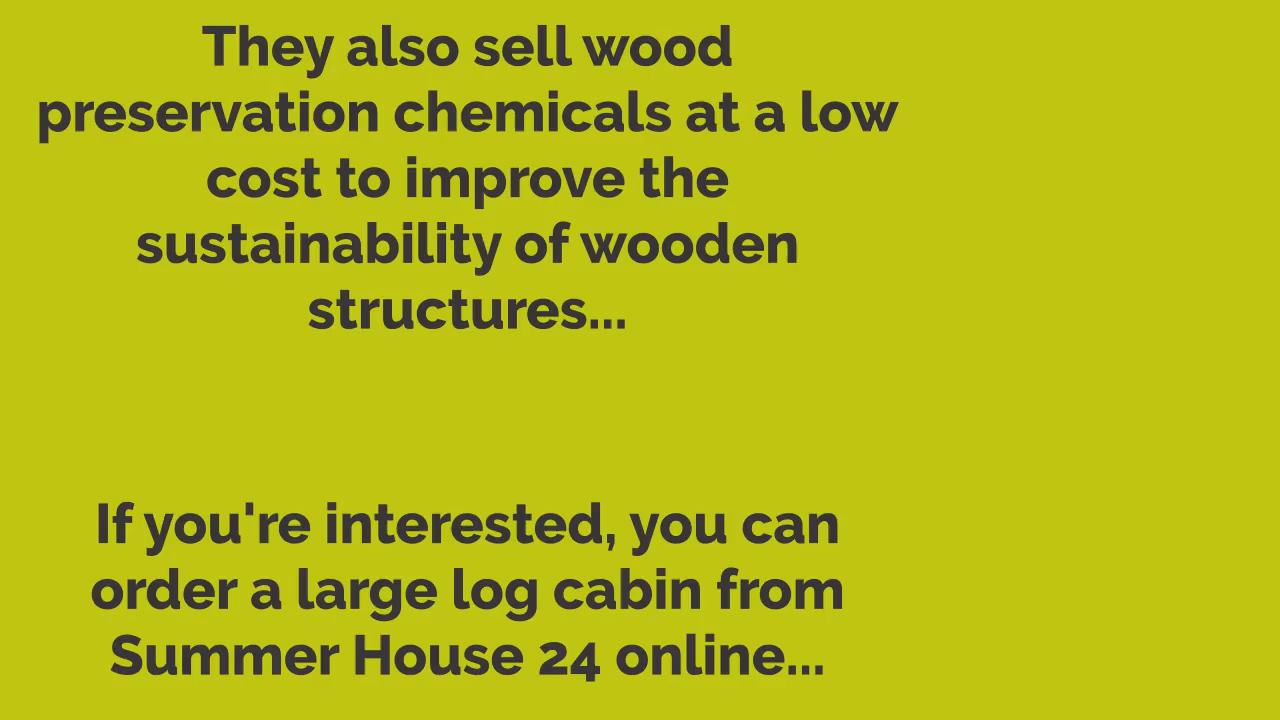 They also sell wood
preservation chemicals at a low
cost to improve the
sustainability of wooden
structures...
If you're interested, you can
order a large log cabin from
Summer House 24 online...